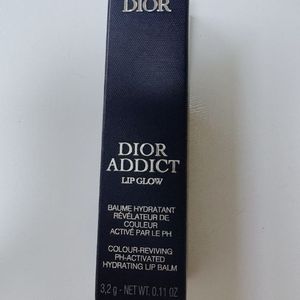 DIOR
DIOR
ADDICT
LIP GLOW
BAUME HYDRATANT
RÉVÉLATEUR DE
COULEUR
ACTIVÉ PAR LE PH
COLOUR-REVIVING
PH-ACTIVATED
HYDRATING LIP BALM
3,2 g - NET WT. 0.11 OZ